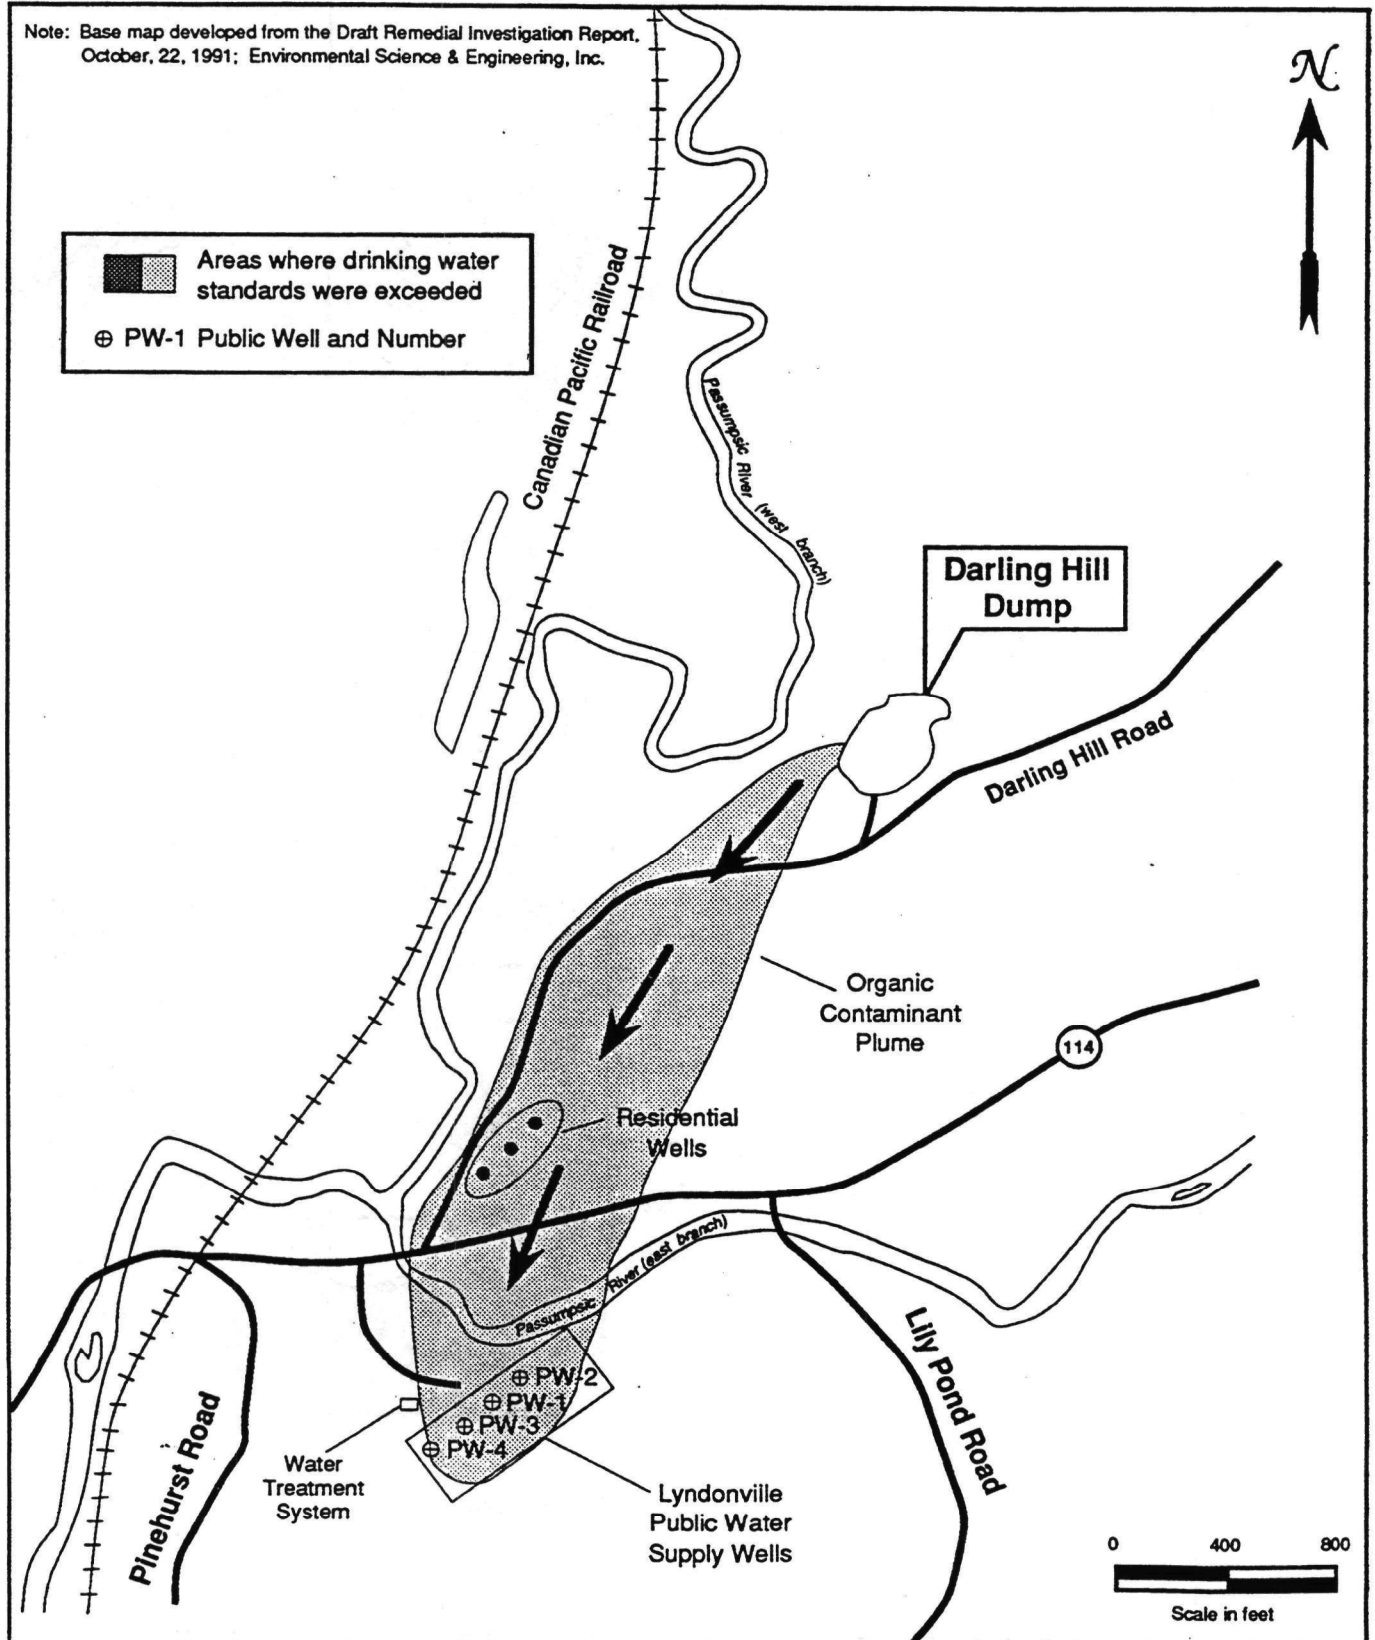 Note: Base map developed from the Draft Remedial Investigation Report,
October, 22, 1991; Environmental Science & Engineering, Inc.
N
Areas where drinking water
standards were exceeded
⊕ PW-1 Public Well and Number
Canadian Pacific Railroad
Passumpsic River (west branch)
Darling Hill
Dump
Darling Hill Road
Organic
Contaminant
Plume
114
Residential
Wells
Passumpsic River (east branch)
PW-2
PW-1
PW-3
PW-4
Lily Pond Road
Pinehurst Road
Water
Treatment
System
Lyndonville
Public Water
Supply Wells
0 400 800
Scale in feet